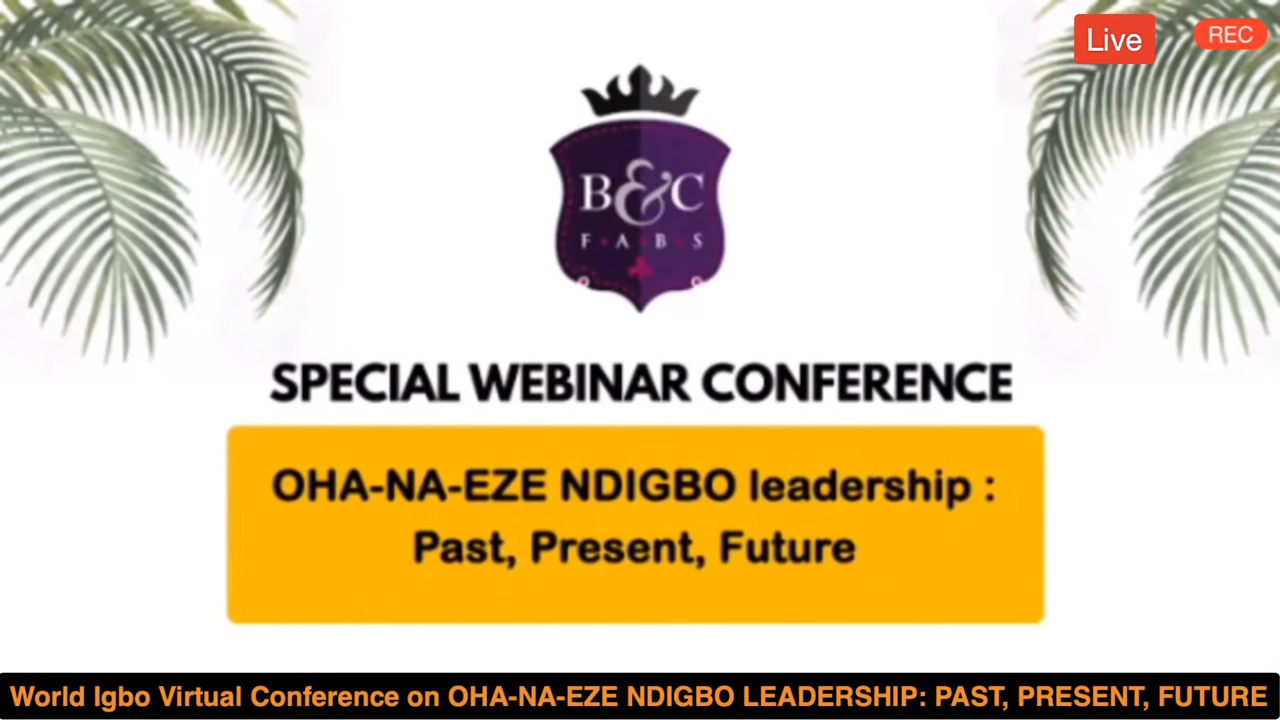 Live
REC
B&C
F·A·B·S
SPECIAL WEBINAR CONFERENCE
OHA-NA-EZE NDIGBO leadership :
Past, Present, Future
World Igbo Virtual Conference on OHA-NA-EZE NDIGBO LEADERSHIP: PAST, PRESENT, FUTURE